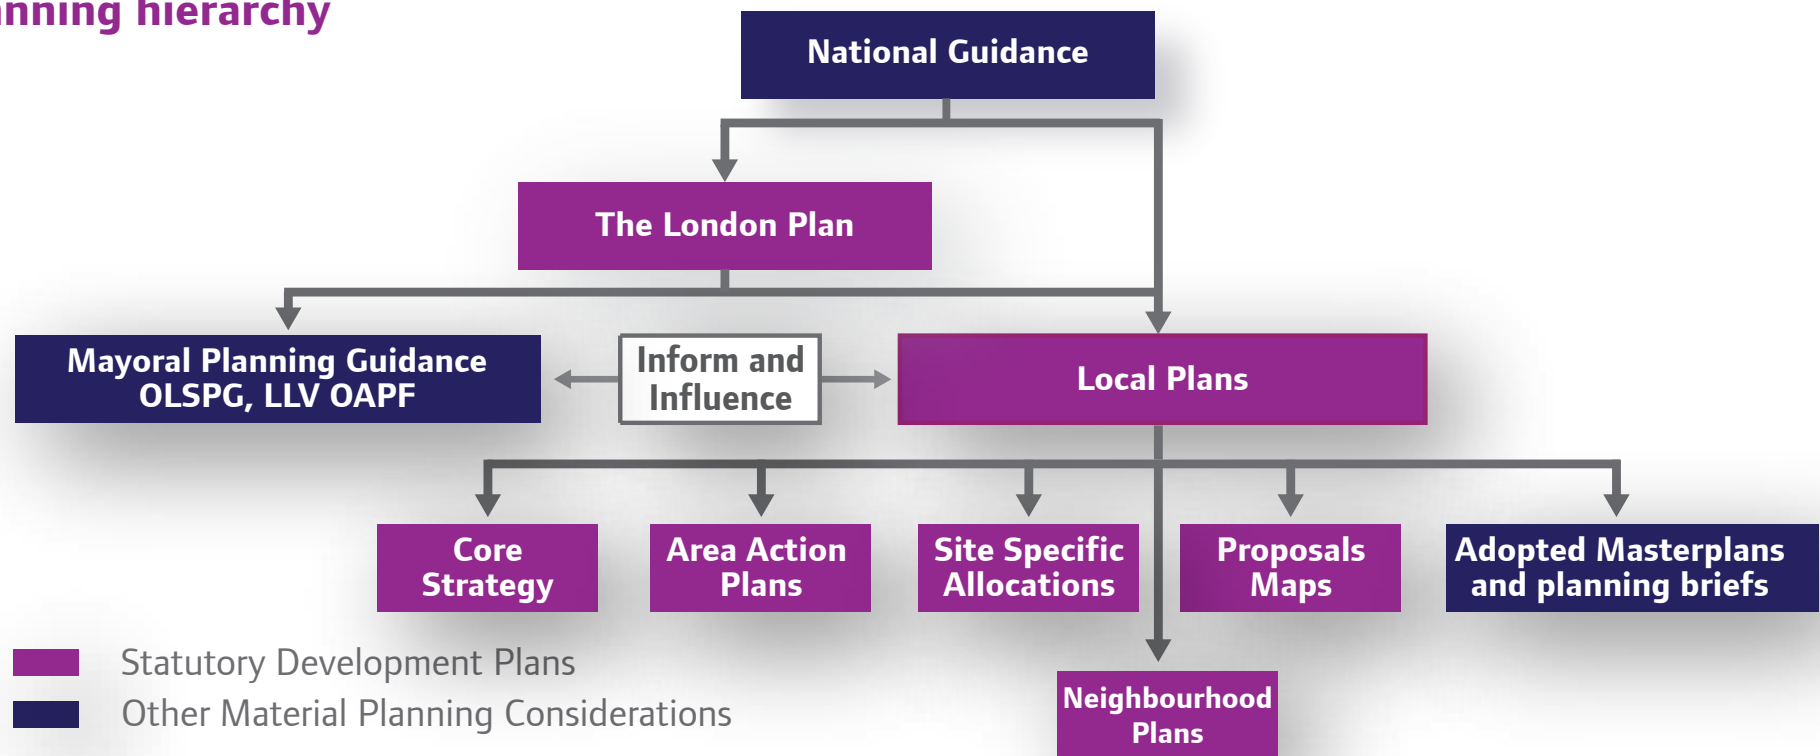 anning hierarchy
National Guidance
The London Plan
Mayoral Planning Guidance
OLSPG, LLV OAPF
Inform and
Influence
Local Plans
Core
Strategy
Area Action
Plans
Site Specific
Allocations
Proposals
Maps
Adopted Masterplans
and planning briefs
Neighbourhood
Plans
Statutory Development Plans
Other Material Planning Considerations